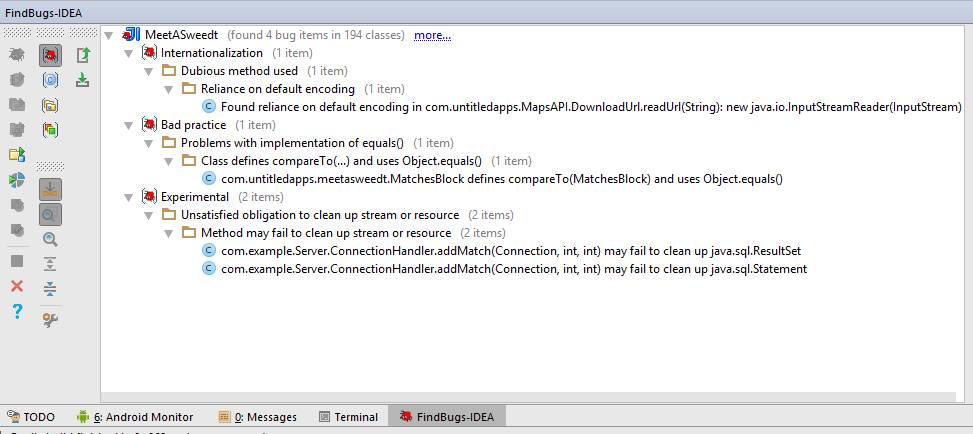 FindBugs-IDEA
MeetASweedt (found 4 bug items in 194 classes) more...
Internationalization (1 item)
Dubious method used (1 item)
Reliance on default encoding (1 item)
Found reliance on default encoding in com.untitledapps.MapsAPI.DownloadUrl.readUrl(String): new java.io.InputStreamReader(InputStream)
Bad practice (1 item)
Problems with implementation of equals() (1 item)
Class defines compareTo(...) and uses Object.equals() (1 item)
com.untitledapps.meetasweedt.MatchesBlock defines compareTo(MatchesBlock) and uses Object.equals()
Experimental (2 items)
Unsatisfied obligation to clean up stream or resource (2 items)
Method may fail to clean up stream or resource (2 items)
com.example.Server.ConnectionHandler.addMatch(Connection, int, int) may fail to clean up java.sql.ResultSet
com.example.Server.ConnectionHandler.addMatch(Connection, int, int) may fail to clean up java.sql.Statement
TODO 6: Android Monitor 0: Messages Terminal FindBugs-IDEA